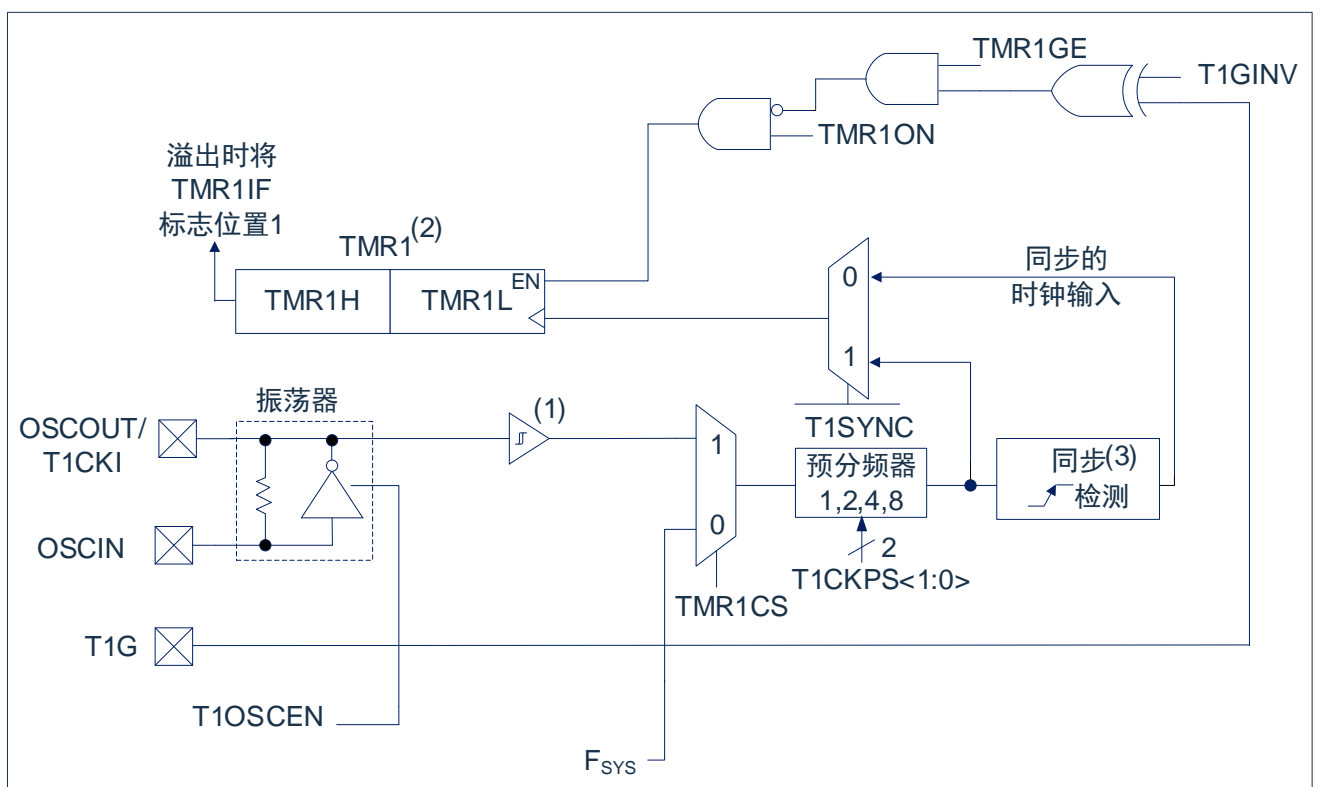 TMR1GE
T1GINV
TMR1ON
溢出时将
TMR1IF
标志位置1
TMR1(2)
TMR1H
TMR1L
EN
0
1
同步的
时钟输入
T1SYNC
振荡器
(1)
OSCOUT/
T1CKI
OSCIN
1
0
TMR1CS
预分频器
1,2,4,8
2
T1CKPS<1:0>
同步(3)
检测
T1G
T1OSCEN
FSYS